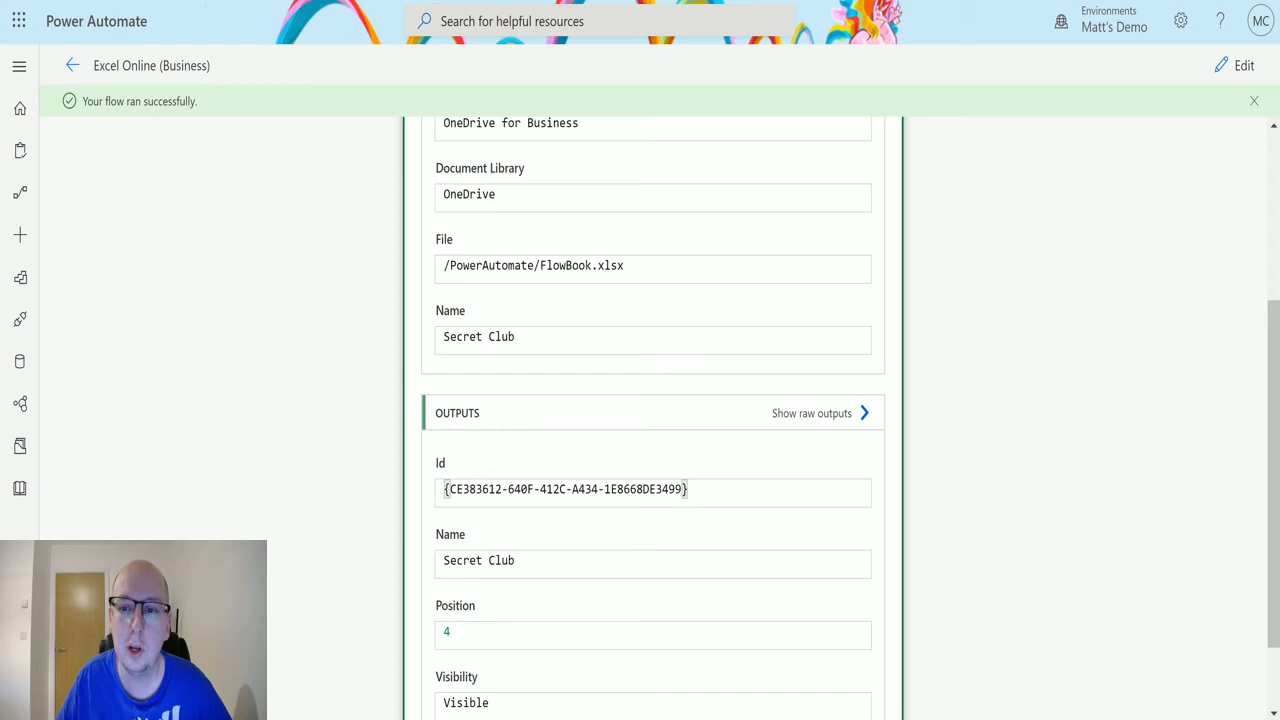 Power Automate
Search for helpful resources
Environments
Matt's Demo
MC
Excel Online (Business)
Edit
Your flow ran successfully.
OneDrive for Business
Document Library
OneDrive
File
/PowerAutomate/FlowBook.xlsx
Name
Secret Club
OUTPUTS
Show raw outputs
Id
{CE383612-640F-412C-A434-1E8668DE3499}
Name
Secret Club
Position
4
Visibility
Visible